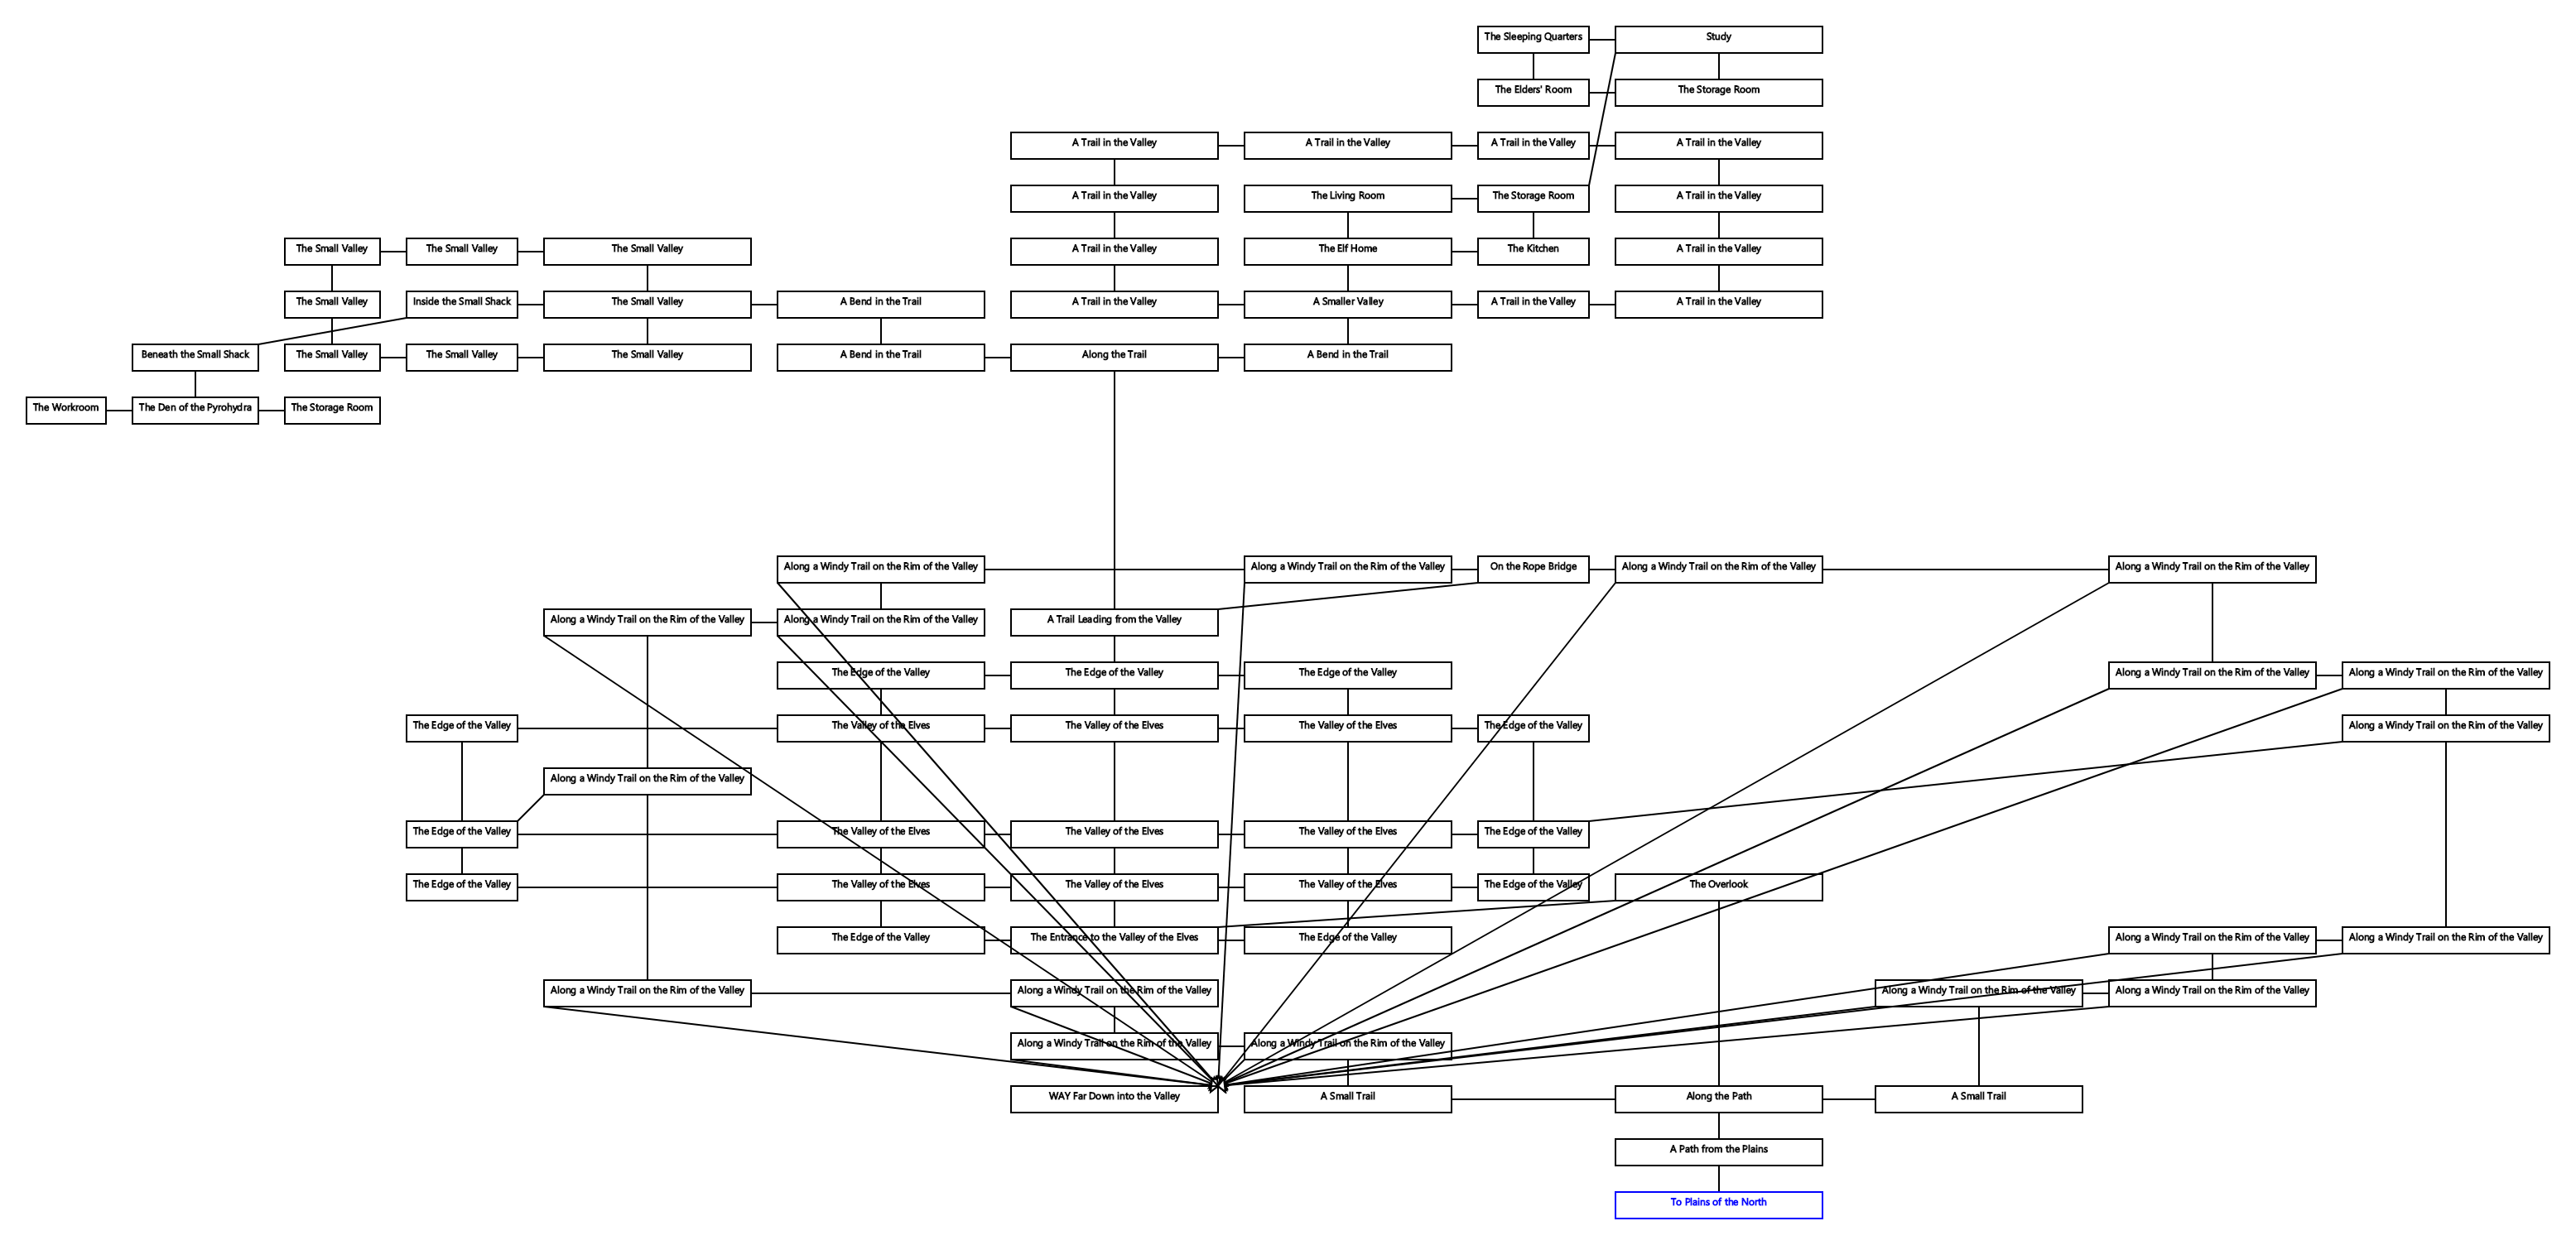 The Sleeping Quarters
Study
The Elders' Room
The Storage Room
A Trail in the Valley
A Trail in the Valley
A Trail in the Valley
A Trail in the Valley
A Trail in the Valley
The Living Room
The Storage Room
A Trail in the Valley
The Small Valley
The Small Valley
The Small Valley
A Trail in the Valley
The Elf Home
The Kitchen
A Trail in the Valley
The Small Valley
Inside the Small Shack
The Small Valley
A Bend in the Trail
A Trail in the Valley
A Smaller Valley
A Trail in the Valley
A Trail in the Valley
Beneath the Small Shack
The Small Valley
The Small Valley
The Small Valley
A Bend in the Trail
Along the Trail
A Bend in the Trail
The Workroom
The Den of the Pyrohydra
The Storage Room
Along a Windy Trail on the Rim of the Valley
Along a Windy Trail on the Rim of the Valley
On the Rope Bridge
Along a Windy Trail on the Rim of the Valley
Along a Windy Trail on the Rim of the Valley
Along a Windy Trail on the Rim of the Valley
Along a Windy Trail on the Rim of the Valley
A Trail Leading from the Valley
The Edge of the Valley
The Edge of the Valley
The Edge of the Valley
Along a Windy Trail on the Rim of the Valley
Along a Windy Trail on the Rim of the Valley
The Edge of the Valley
The Valley of the Elves
The Valley of the Elves
The Valley of the Elves
The Edge of the Valley
Along a Windy Trail on the Rim of the Valley
Along a Windy Trail on the Rim of the Valley
The Edge of the Valley
The Valley of the Elves
The Valley of the Elves
The Valley of the Elves
The Edge of the Valley
The Edge of the Valley
The Valley of the Elves
The Valley of the Elves
The Valley of the Elves
The Edge of the Valley
The Overlook
The Edge of the Valley
The Entrance to the Valley of the Elves
The Edge of the Valley
Along a Windy Trail on the Rim of the Valley
Along a Windy Trail on the Rim of the Valley
Along a Windy Trail on the Rim of the Valley
Along a Windy Trail on the Rim of the Valley
Along a Windy Trail on the Rim of the Valley
Along a Windy Trail on the Rim of the Valley
Along a Windy Trail on the Rim of the Valley
Along a Windy Trail on the Rim of the Valley
WAY Far Down into the Valley
A Small Trail
Along the Path
A Small Trail
A Path from the Plains
To Plains of the North